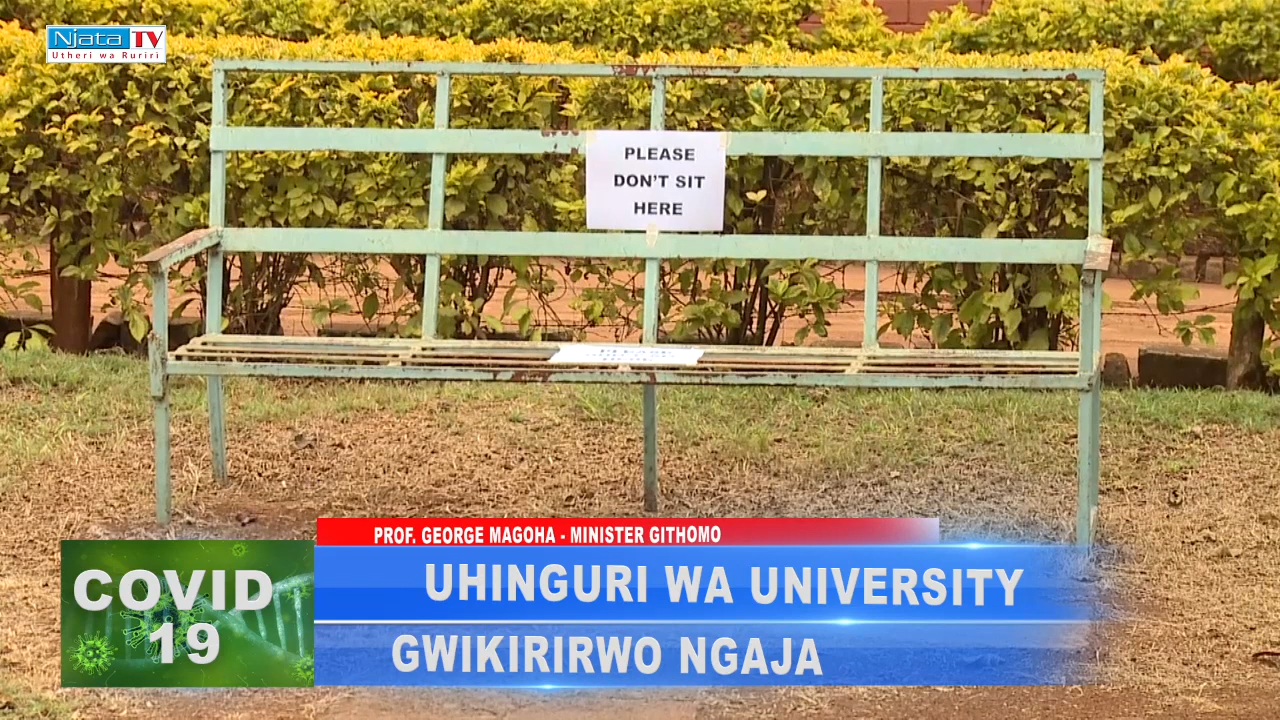 Njata TV
Utheri wa Ruriri
PLEASE
DON'T SIT
HERE
PLEASE
PROF. GEORGE MAGOHA - MINISTER GITHOMO
COVID
19
UHINGURI WA UNIVERSITY
GWIKIRIRWO NGAJA